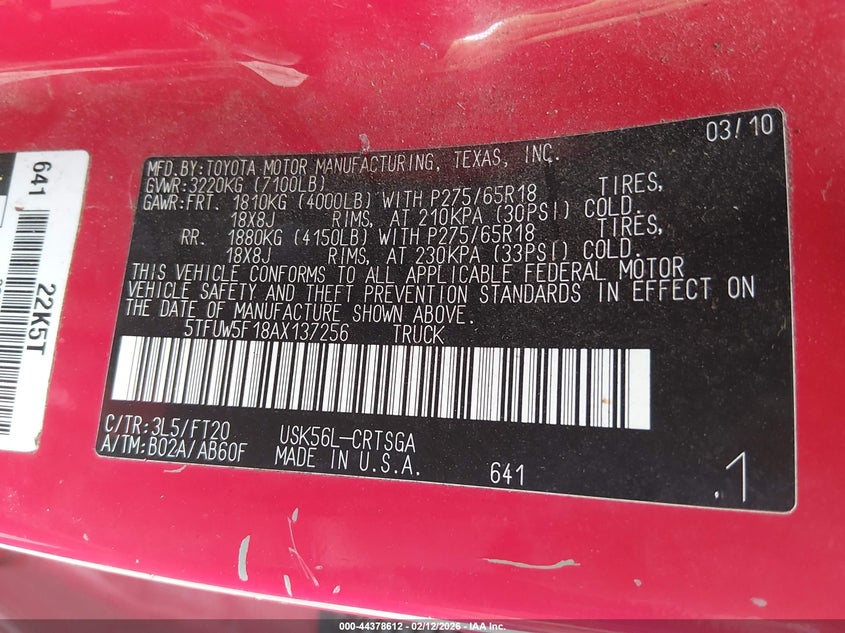 03/10
MFD.BY:TOYOTA MOTOR MANUFACTURING, TEXAS, INC.
GVWR:3220KG (7100LB)
GAWR:FRT. 1810KG (4000LB) WITH P275/65R18 TIRES,
18X8J RIMS, AT 210KPA (30PSI) COLD.
RR. 1880KG (4150LB) WITH P275/65R18 TIRES,
18X8J RIMS, AT 230KPA (33PSI) COLD.
THIS VEHICLE CONFORMS TO ALL APPLICABLE FEDERAL MOTOR
VEHICLE SAFETY AND THEFT PREVENTION STANDARDS IN EFFECT ON
THE DATE OF MANUFACTURE SHOWN ABOVE.
5TFUW5F18AX137256 TRUCK
C/TR:3L5/FT20 USK56L-CRTSGA
A/TM:B02A/AB60F MADE IN U.S.A. 641 .1
641
22K5T
000-44378612 - 02/12/2026 - IAA Inc.